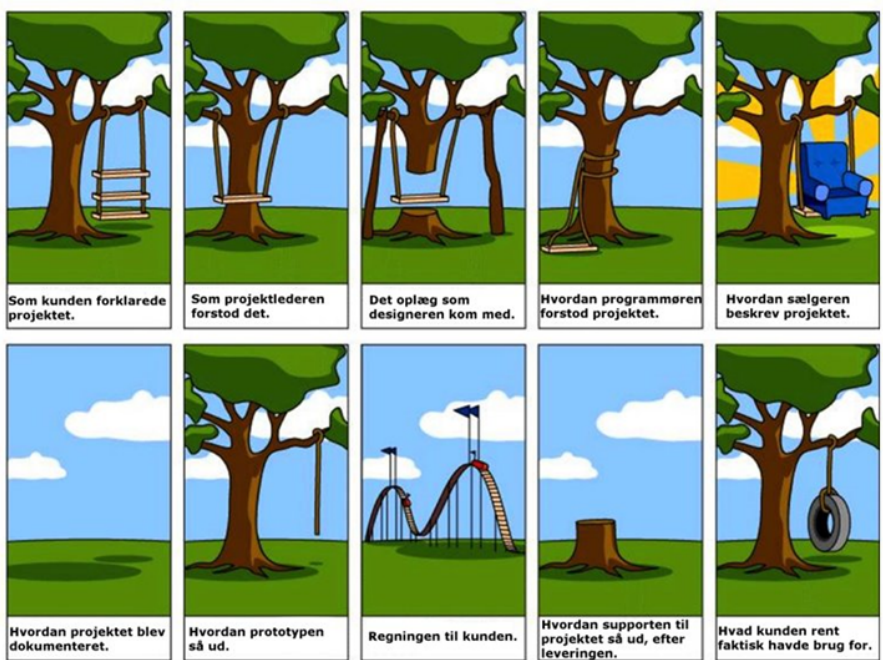 Som kunden forklarede
projektet.
Som projektlederen
forstod det.
Det oplæg som
designeren kom med.
Hvordan programmøren
forstod projektet.
Hvordan sælgeren
beskrev projektet.
Hvordan projektet blev
dokumenteret.
Hvordan prototypen
så ud.
Regningen til kunden.
Hvordan supporten til
projektet så ud, efter
leveringen.
Hvad kunden rent
faktisk havde brug for.